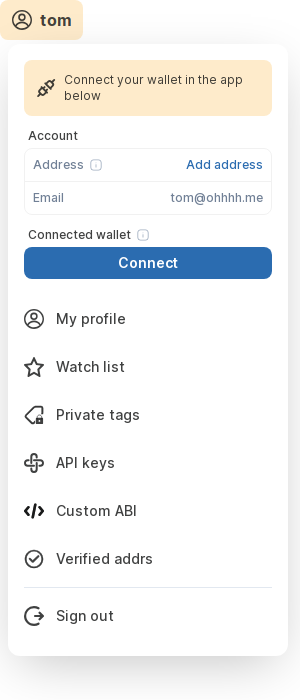 tom
Connect your wallet in the app
below
Account
Address
Add address
Email
tom@ohhhh.me
Connected wallet
Connect
My profile
Watch list
Private tags
API keys
Custom ABI
Verified addrs
Sign out